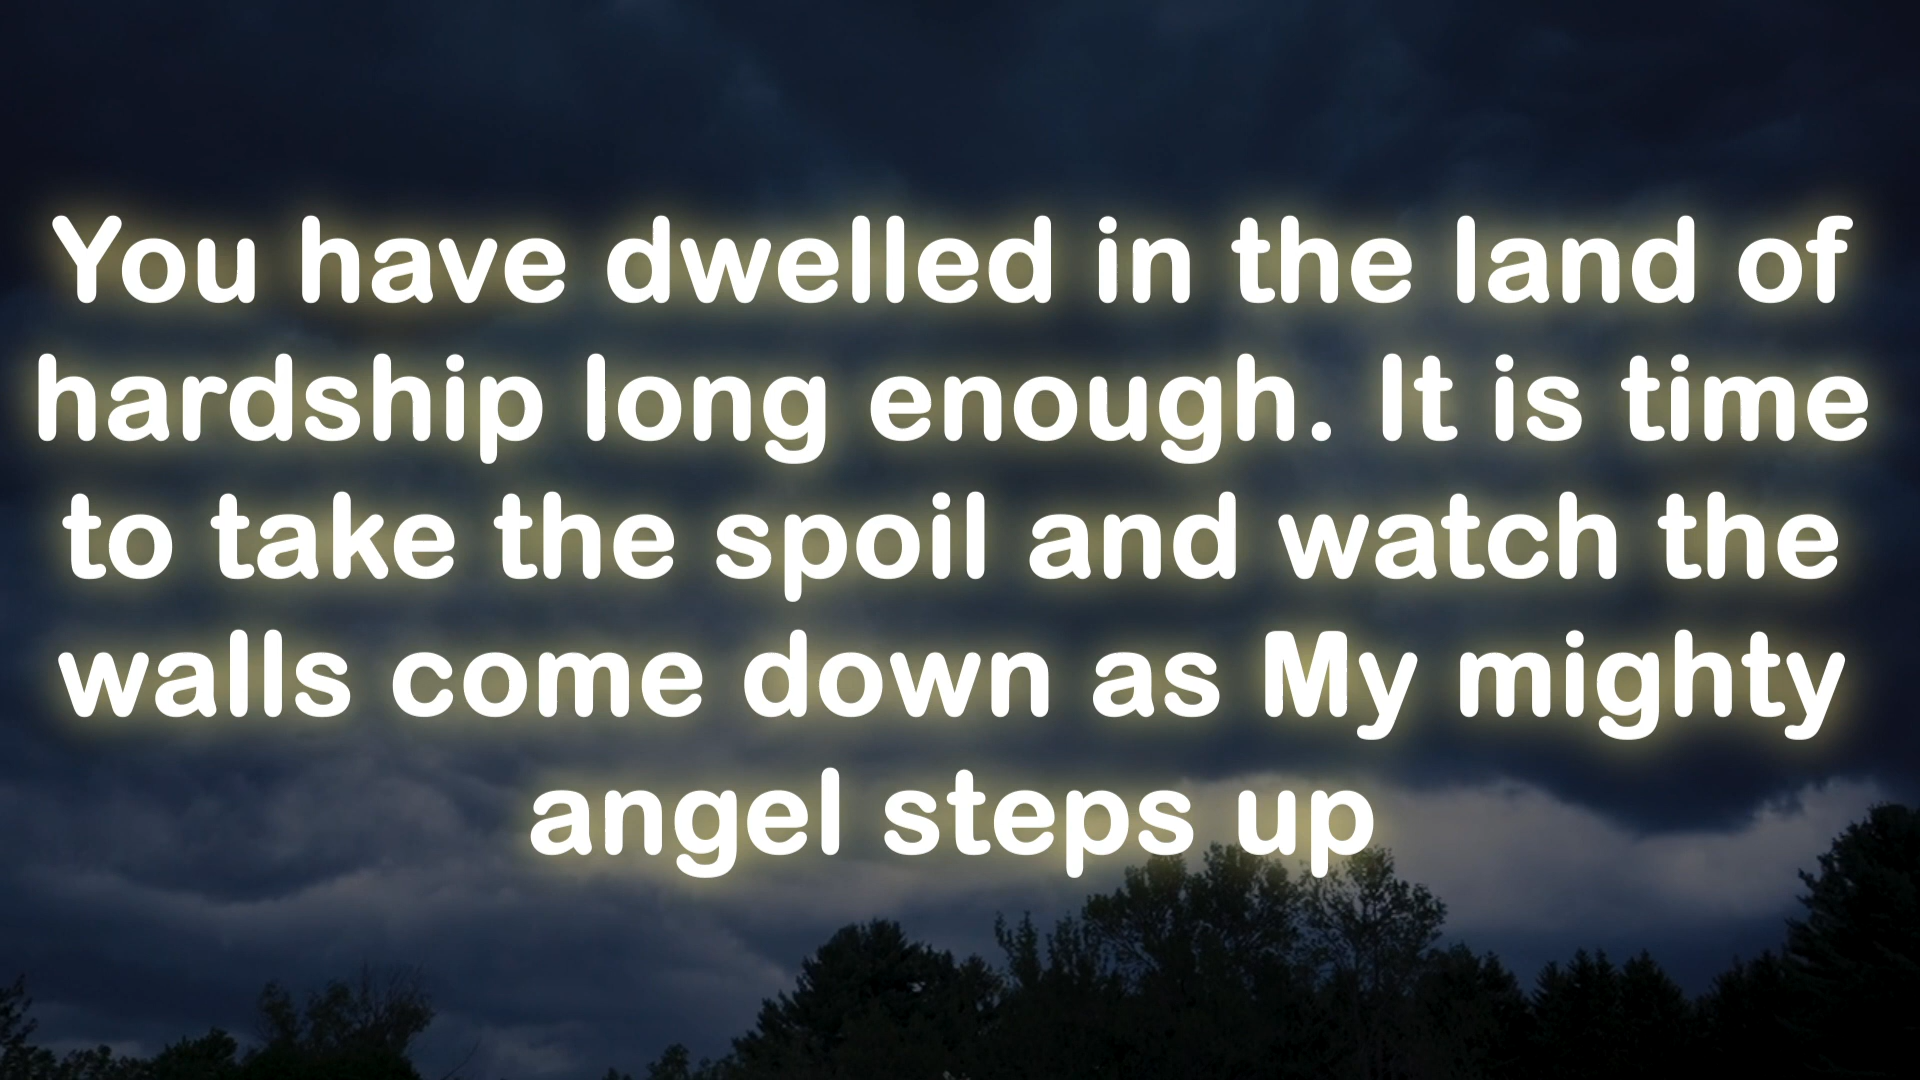 You have dwelled in the land of
hardship long enough. It is time
to take the spoil and watch the
walls come down as My mighty
angel steps up